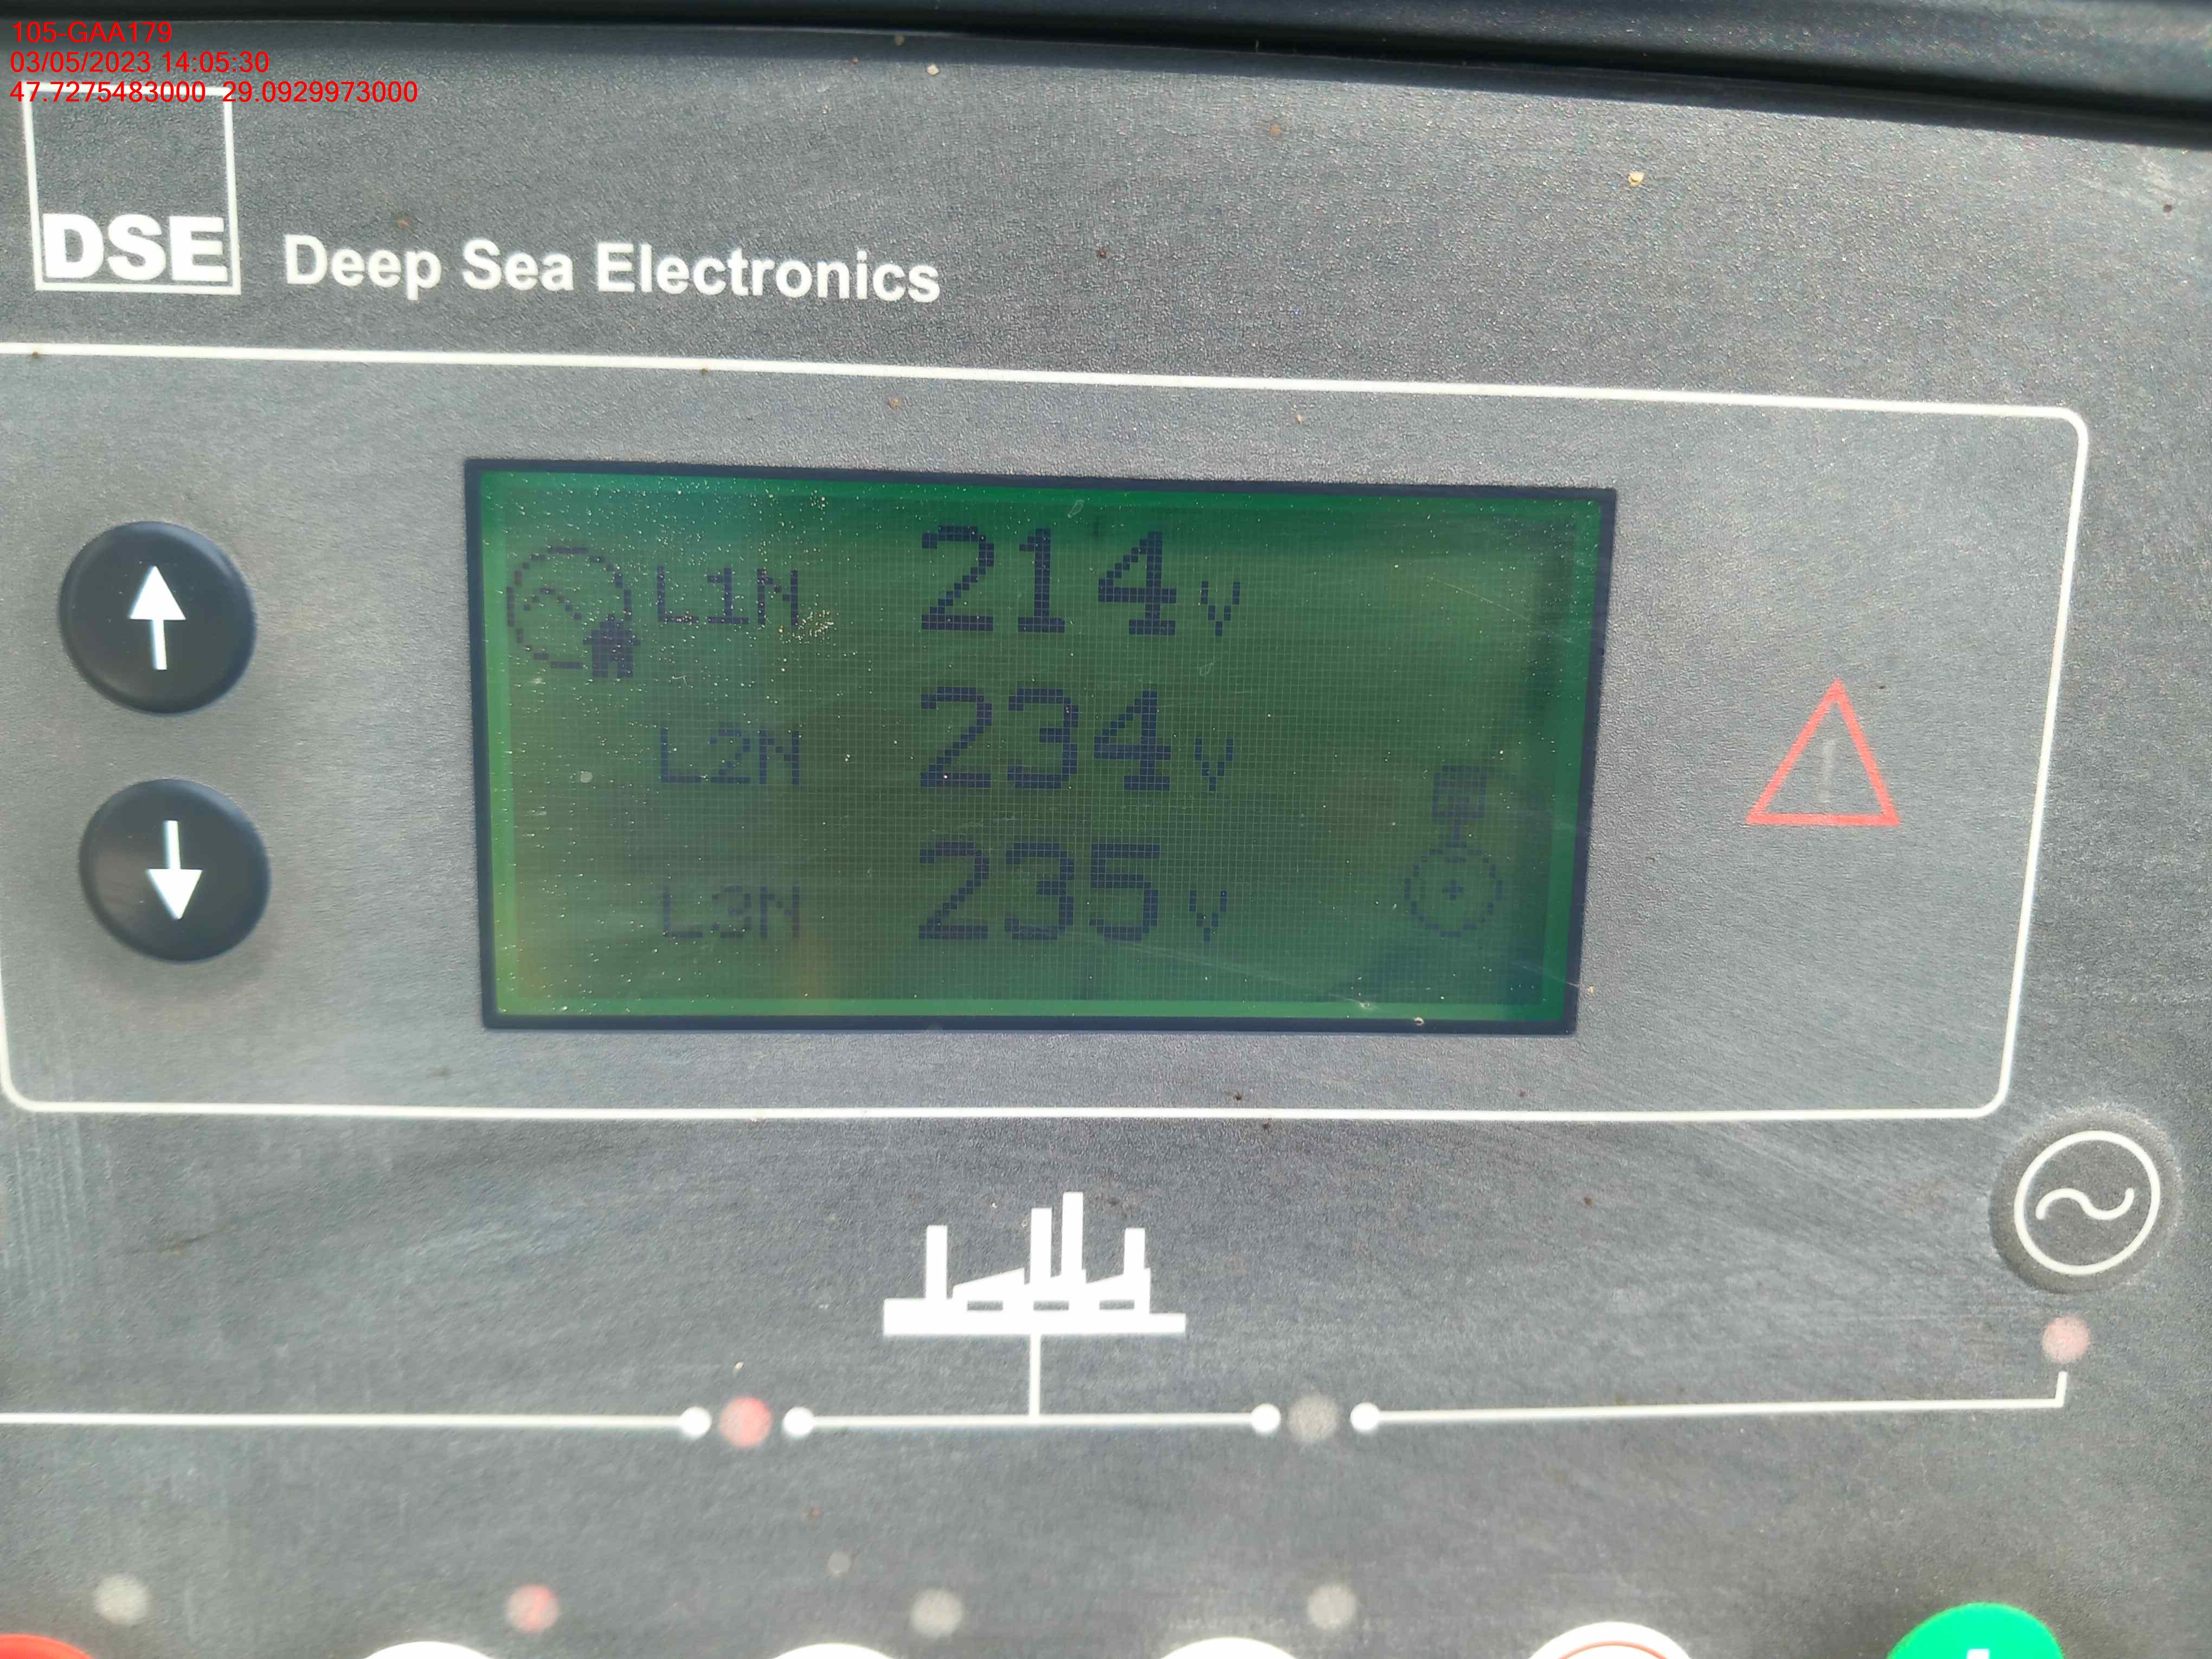 105-GAA179
03/05/2023 14:05:30
47.7275483000 29.0929973000
DSE Deep Sea Electronics
L1N 214 V
L2N 234 V
L3N 235 V